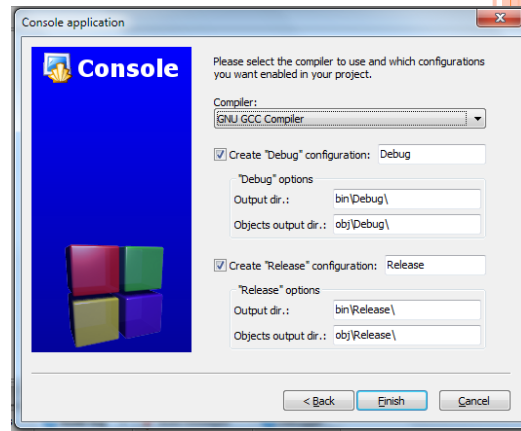 Console application
Console
Please select the compiler to use and which configurations
you want enabled in your project.
Compiler:
GNU GCC Compiler
Create "Debug" configuration: Debug
"Debug" options
Output dir.: bin\Debug\
Objects output dir.: obj\Debug\
Create "Release" configuration: Release
"Release" options
Output dir.: bin\Release\
Objects output dir.: obj\Release\
< Back Finish Cancel